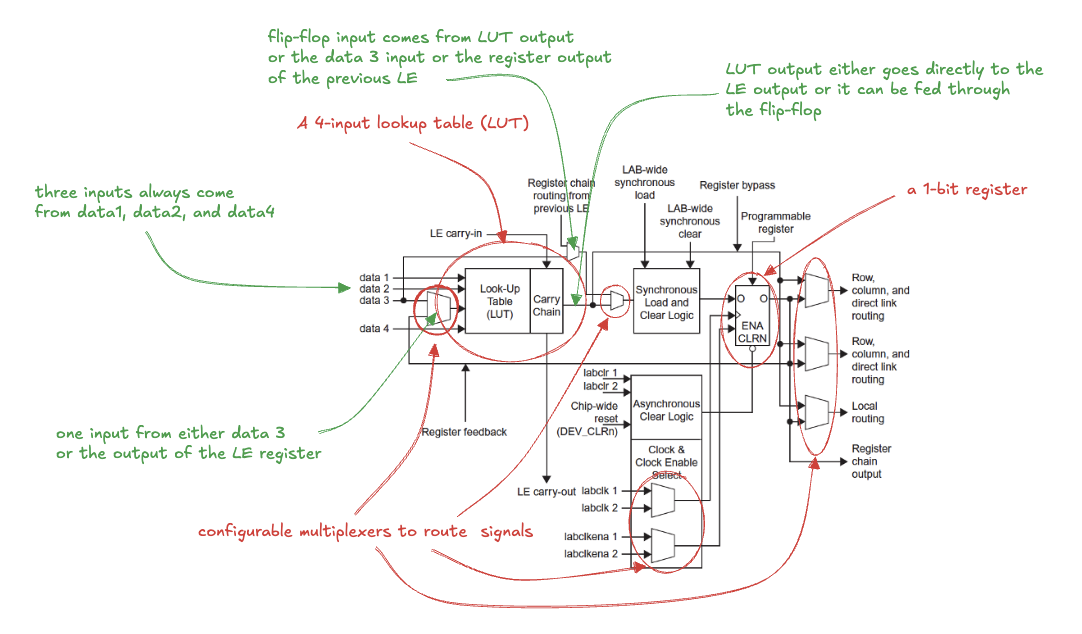 flip-flop input comes from LUT output
or the data 3 input or the register output
of the previous LE
LUT output either goes directly to the
LE output or it can be fed through
the flip-flop
A 4-input lookup table (LUT)
three inputs always come
from data1, data2, and data4
a 1-bit register
Register chain
routing from
previous LE
LAB-wide
synchronous
load
LAB-wide
synchronous
clear
Register bypass
Programmable
register
LE carry-in
data 1
data 2
data 3
data 4
Look-Up
Table
(LUT)
Carry
Chain
Synchronous
Load and
Clear Logic
ENA
CLRN
Row,
column, and
direct link
routing
Row,
column, and
direct link
routing
Local
routing
Register
chain
output
labclr 1
labclr 2
Chip-wide
reset
(DEV_CLRn)
Asynchronous
Clear Logic
Clock &
Clock Enable
Select
Register feedback
one input from either data 3
or the output of the LE register
LE carry-out
labclk 1
labclk 2
labclkena 1
labclkena 2
configurable multiplexers to route signals